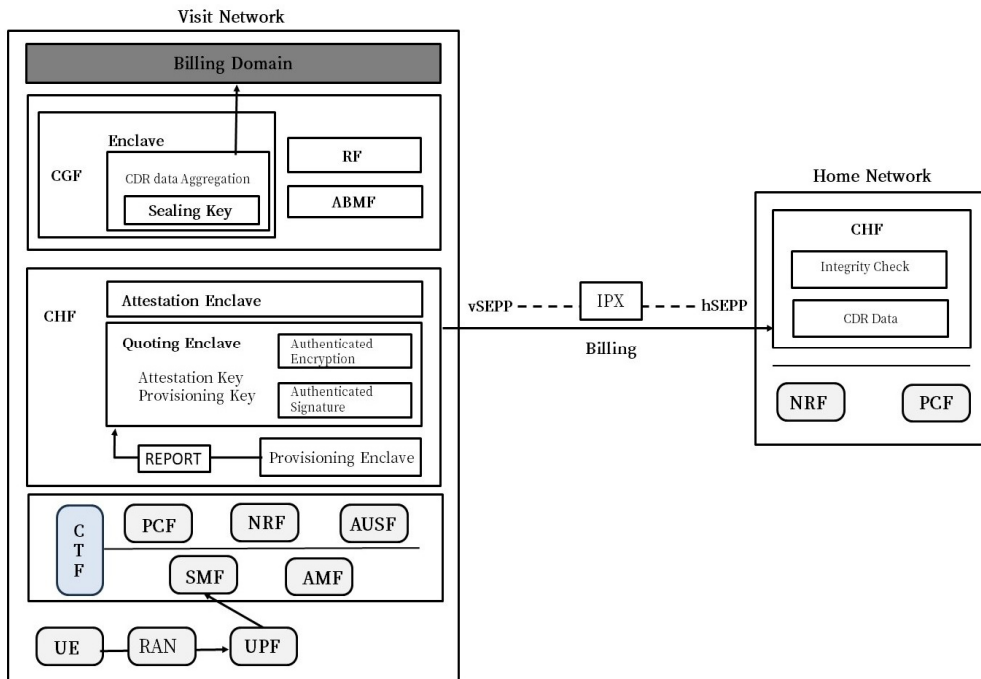 Visit Network
Billing Domain
Enclave
CGF
CDR data Aggregation
Sealing Key
RF
ABMF
CHF
Attestation Enclave
Quoting Enclave
Attestation Key
Provisioning Key
Authenticated
Encryption
Authenticated
Signature
REPORT
Provisioning Enclave
C
T
F
PCF
NRF
AUSF
SMF
AMF
UE
RAN
UPF
vSEPP
IPX
hSEPP
Billing
Home Network
CHF
Integrity Check
CDR Data
NRF
PCF